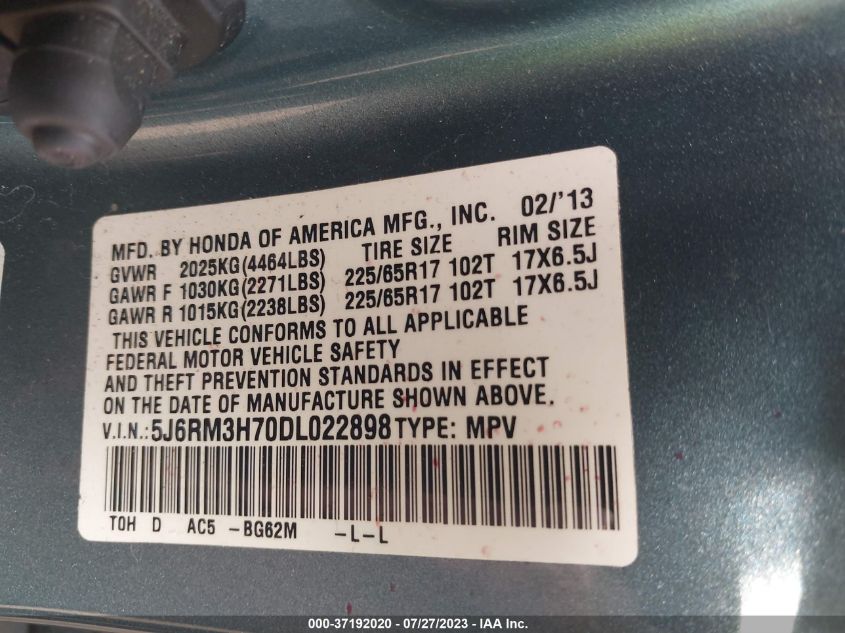 MFD. BY HONDA OF AMERICA MFG., INC. 02/'13
GVWR 2025KG(4464LBS) TIRE SIZE RIM SIZE
GAWR F 1030KG(2271LBS) 225/65R17 102T 17X6.5J
GAWR R 1015KG(2238LBS) 225/65R17 102T 17X6.5J
THIS VEHICLE CONFORMS TO ALL APPLICABLE
FEDERAL MOTOR VEHICLE SAFETY
AND THEFT PREVENTION STANDARDS IN EFFECT
ON THE DATE OF MANUFACTURE SHOWN ABOVE.
V.I.N.:5J6RM3H70DL022898 TYPE: MPV
TOH D AC5 -BG62M -L-L
000-37192020 - 07/27/2023 - IAA Inc.